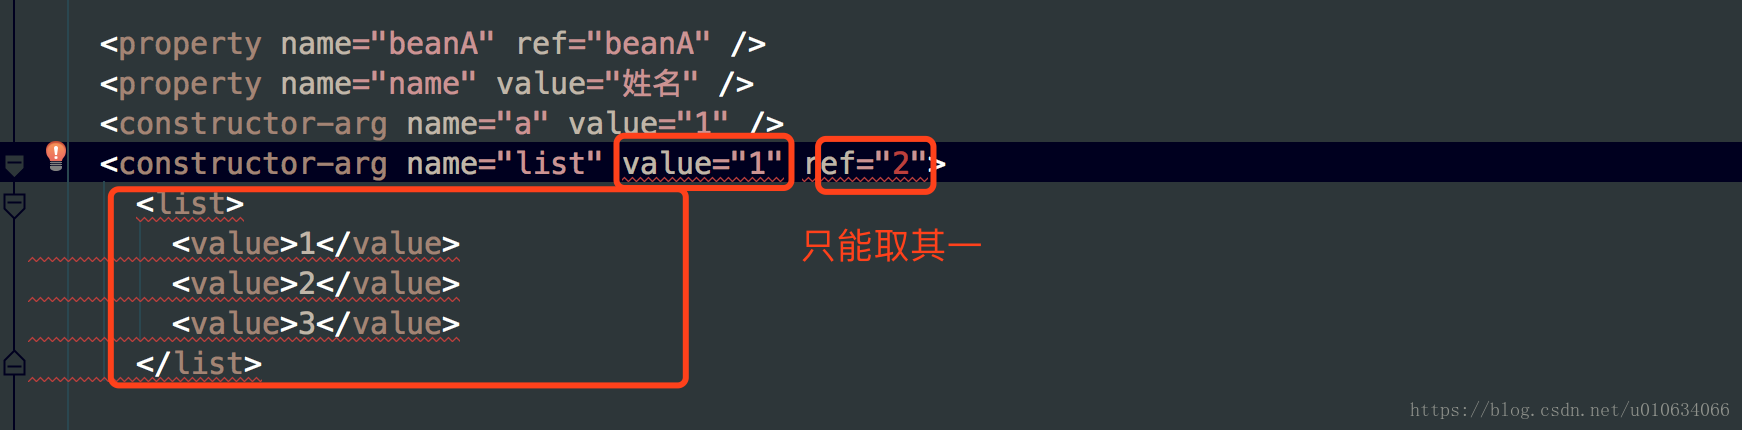 <property name="beanA" ref="beanA" />
<property name="name" value="姓名" />
<constructor-arg name="a" value="1" />
<constructor-arg name="list" value="1" ref="2">
<list>
<value>1</value>
只能取其一
<value>2</value>
<value>3</value>
</list>
https://blog.csdn.net/u010634066